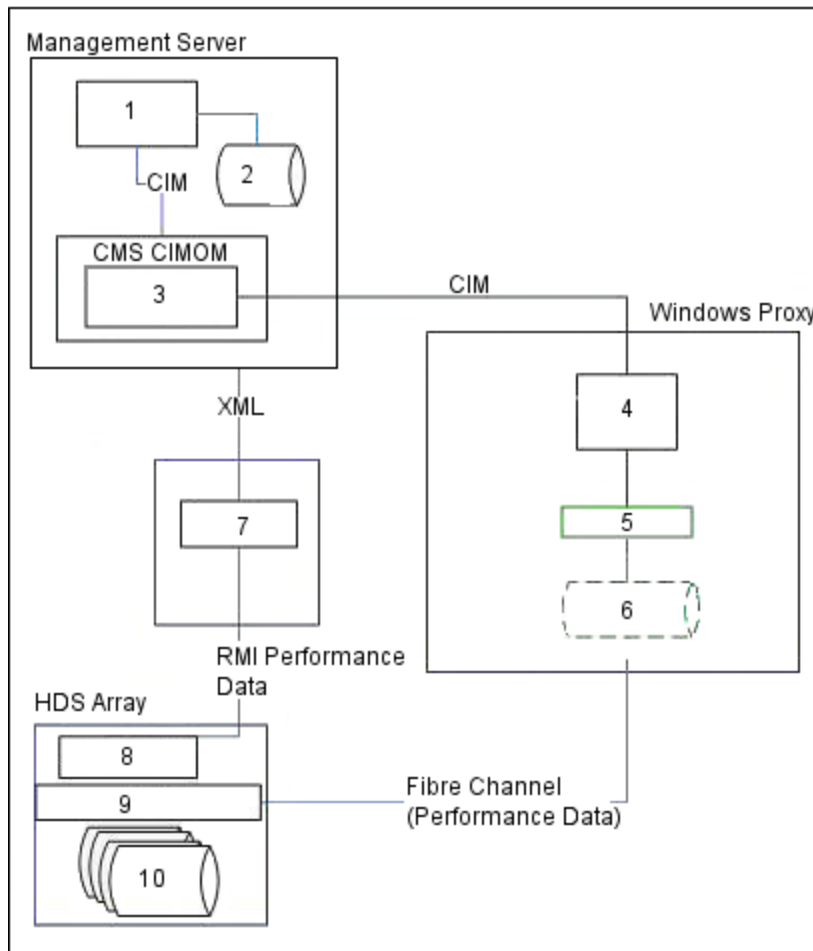 Management Server
1
2
CIM
CMS CIMOM
3
CIM
Windows Proxy
4
XML
7
5
6
RMI Performance
Data
HDS Array
8
9
Fibre Channel
(Performance Data)
10